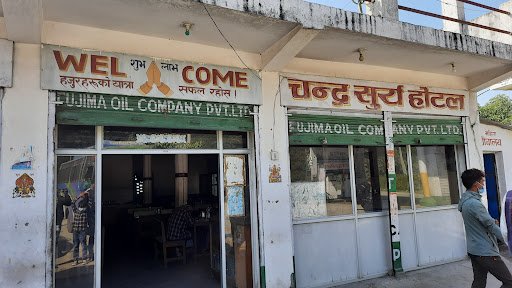 WEL शुभ लाभ COME
हजुरहरूको यात्रा सफल रहोस् ।
FUJIMA OIL COMPANY PVT.LTD.
चन्द्र सुर्य होटल
FUJIMA OIL COMPANY PVT. LTD.